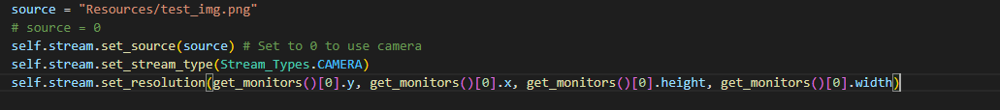 source = "Resources/test_img.png"
# source = 0
self.stream.set_source(source) # Set to 0 to use camera
self.stream.set_stream_type(Stream_Types.CAMERA)
self.stream.set_resolution(get_monitors()[0].y, get_monitors()[0].x, get_monitors()[0].height, get_monitors()[0].width)